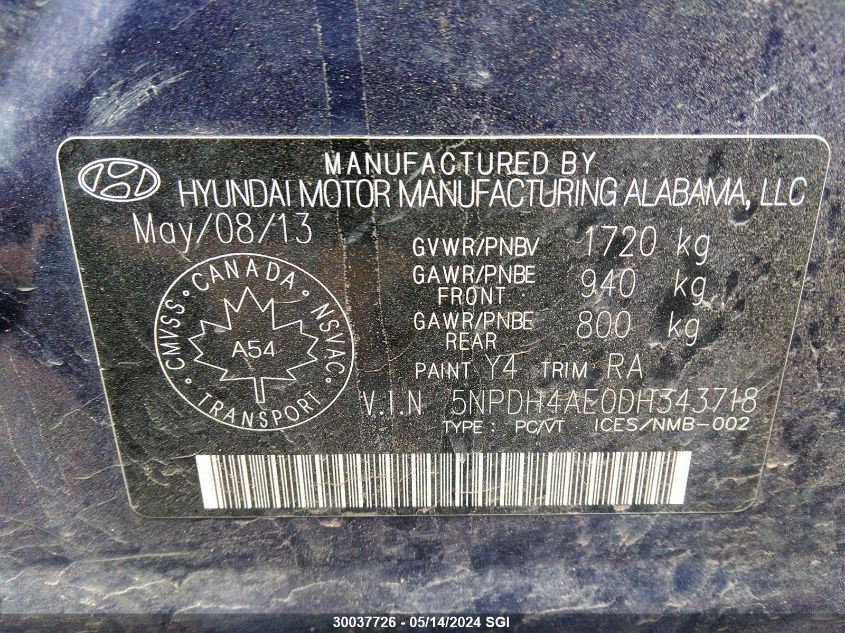 MANUFACTURED BY
HYUNDAI MOTOR MANUFACTURING ALABAMA, LLC
May/08/13
GVWR/PNBV 1720 kg
GAWR/PNBE FRONT 940 kg
GAWR/PNBE REAR 800 kg
CANADA
CMVSS NSVAC
A54
TRANSPORT
PAINT Y4 TRIM RA
V.I.N 5NPDH4AE0DH343718
TYPE : PC/VT ICES/NMB-002
30037726 - 05/14/2024 SGI